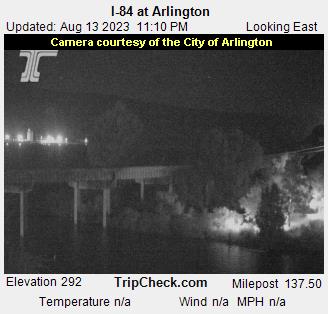 I-84 at Arlington
Updated: Aug 13 2023 11:10 PM Looking East
Camera courtesy of the City of Arlington
Elevation 292 TripCheck.com Milepost 137.50
Temperature n/a Wind n/a MPH n/a